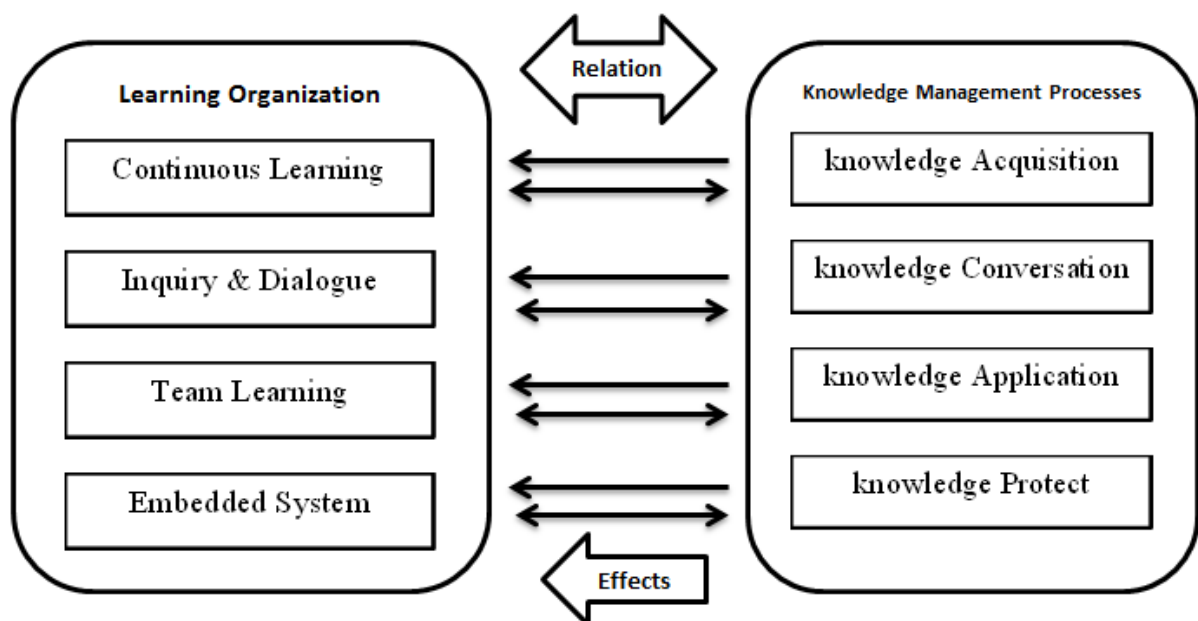 Learning Organization
Continuous Learning
Inquiry & Dialogue
Team Learning
Embedded System
Relation
Effects
Knowledge Management Processes
knowledge Acquisition
knowledge Conversation
knowledge Application
knowledge Protect